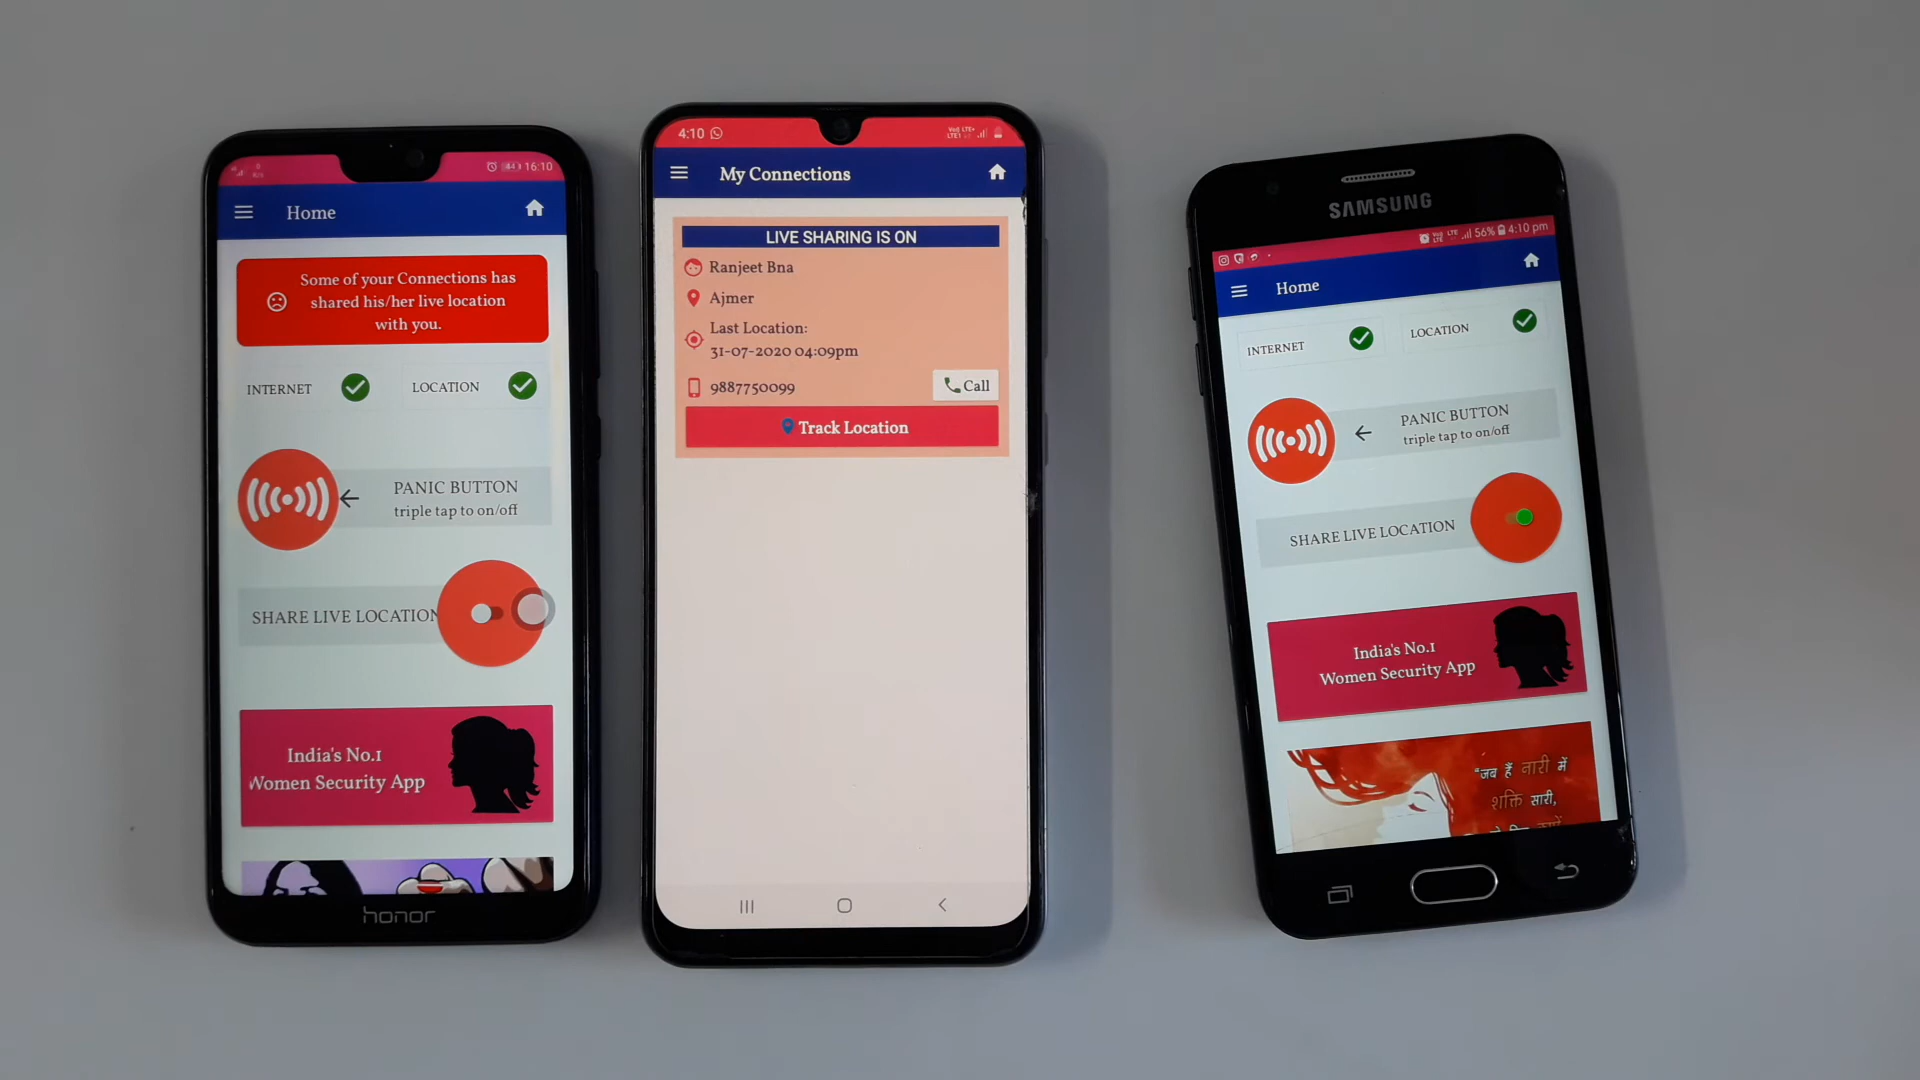 44 16:10
Home
Some of your Connections has
shared his/her live location
with you.
INTERNET
LOCATION
PANIC BUTTON
triple tap to on/off
SHARE LIVE LOCATION
India's No.1
Women Security App
honor
4:10
My Connections
LIVE SHARING IS ON
Ranjeet Bna
Ajmer
Last Location:
31-07-2020 04:09pm
9887750099
Call
Track Location
SAMSUNG
56% 4:10 pm
Home
INTERNET
LOCATION
PANIC BUTTON
triple tap to on/off
SHARE LIVE LOCATION
India's No.1
Women Security App
"जब हैं नारी में
शक्ति सारी,